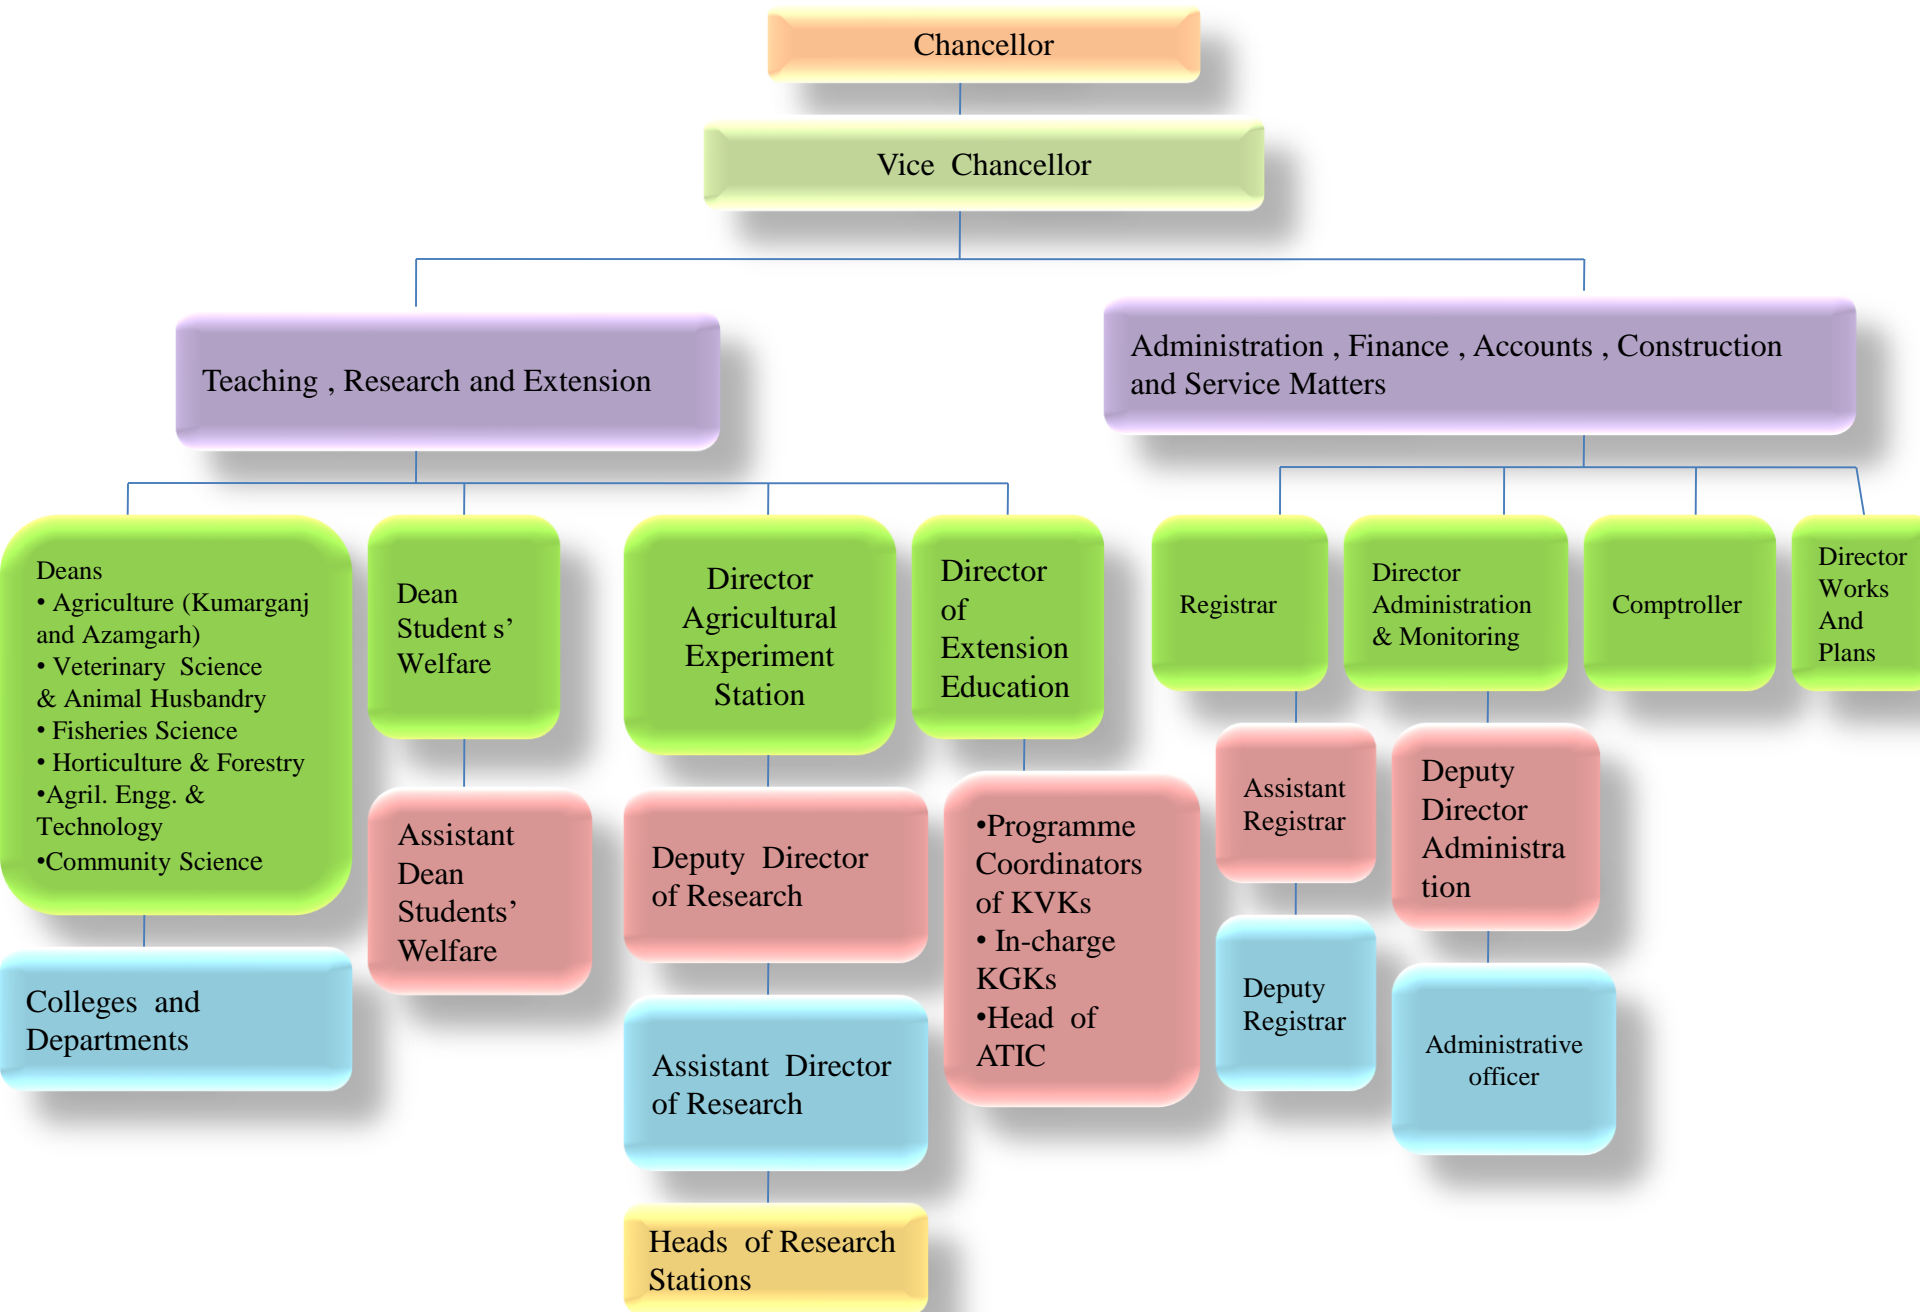 Chancellor
Vice Chancellor
Teaching , Research and Extension
Administration , Finance , Accounts , Construction
and Service Matters
Deans
• Agriculture (Kumarganj
and Azamgarh)
• Veterinary Science
& Animal Husbandry
• Fisheries Science
• Horticulture & Forestry
•Agril. Engg. &
Technology
•Community Science
Dean
Student s’
Welfare
Director
Agricultural
Experiment
Station
Director
of
Extension
Education
Registrar
Director
Administration
& Monitoring
Comptroller
Director
Works
And
Plans
Colleges and
Departments
Assistant
Dean
Students’
Welfare
Deputy Director
of Research
•Programme
Coordinators
of KVKs
• In-charge
KGKs
•Head of
ATIC
Assistant
Registrar
Deputy
Director
Administra
tion
Assistant Director
of Research
Deputy
Registrar
Administrative
officer
Heads of Research
Stations